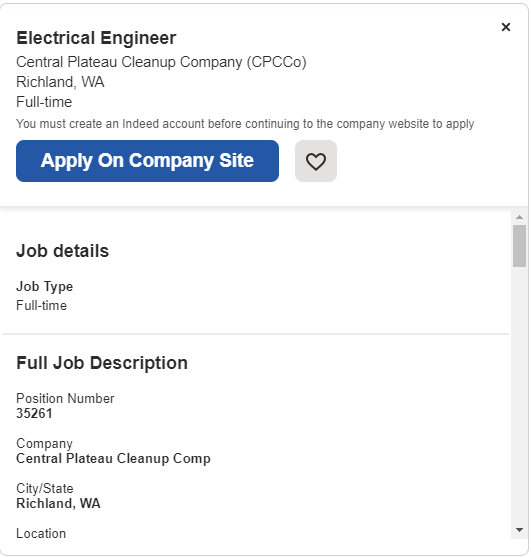 ×
Electrical Engineer
Central Plateau Cleanup Company (CPCCo)
Richland, WA
Full-time
You must create an Indeed account before continuing to the company website to apply
Apply On Company Site
Job details
Job Type
Full-time
Full Job Description
Position Number
35261
Company
Central Plateau Cleanup Comp
City/State
Richland, WA
Location